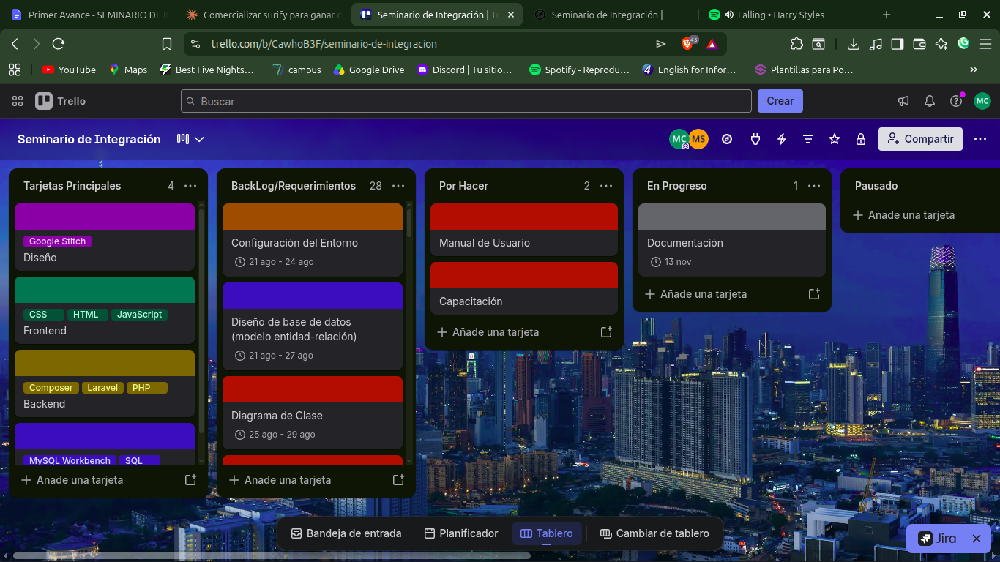 Primer Avance - SEMINARIO DE I
Comercializar surify para ganar d
Seminario de Integración | Tr
Seminario de Integración |
Falling • Harry Styles
trello.com/b/CawhoB3F/seminario-de-integracion
45
YouTube
Maps
Best Five Nights...
campus
Google Drive
Discord | Tu sitio...
Spotify - Reprodu...
English for Infor...
Plantillas para Po...
Trello
Buscar
Crear
MC
Seminario de Integración
MC
MS
Compartir
Tarjetas Principales 4
Google Stitch
Diseño
CSS HTML JavaScript
Frontend
Composer Laravel PHP
Backend
MySQL Workbench SQL
Añade una tarjeta
BackLog/Requerimientos 28
Configuración del Entorno
21 ago - 24 ago
Diseño de base de datos
(modelo entidad-relación)
21 ago - 27 ago
Diagrama de Clase
25 ago - 29 ago
Añade una tarjeta
Por Hacer 2
Manual de Usuario
Capacitación
Añade una tarjeta
En Progreso 1
Documentación
13 nov
Añade una tarjeta
Pausado
Añade una tarjeta
Bandeja de entrada
Planificador
Tablero
Cambiar de tablero
Jira